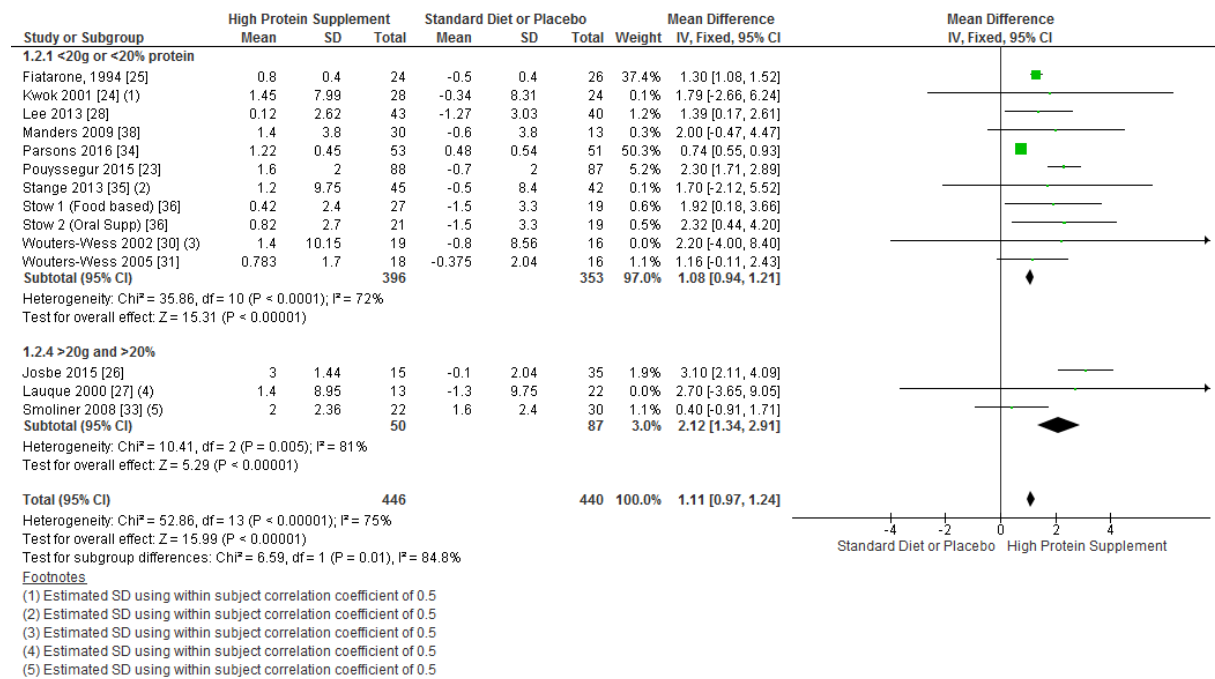 High Protein Supplement Standard Diet or Placebo Mean Difference Mean Difference
Study or Subgroup Mean SD Total Mean SD Total Weight IV, Fixed, 95% CI IV, Fixed, 95% CI
1.2.1 <20g or <20% protein
Fiatarone, 1994 [25] 0.8 0.4 24 -0.5 0.4 26 37.4% 1.30 [1.08, 1.52]
Kwok 2001 [24] (1) 1.45 7.99 28 -0.34 8.31 24 0.1% 1.79 [-2.66, 6.24]
Lee 2013 [28] 0.12 2.62 43 -1.27 3.03 40 1.2% 1.39 [0.17, 2.61]
Manders 2009 [38] 1.4 3.8 30 -0.6 3.8 13 0.3% 2.00 [-0.47, 4.47]
Parsons 2016 [34] 1.22 0.45 53 0.48 0.54 51 50.3% 0.74 [0.55, 0.93]
Pouyssegur 2015 [23] 1.6 2 88 -0.7 2 87 5.2% 2.30 [1.71, 2.89]
Stange 2013 [35] (2) 1.2 9.75 45 -0.5 8.4 42 0.1% 1.70 [-2.12, 5.52]
Stow 1 (Food based) [36] 0.42 2.4 27 -1.5 3.3 19 0.6% 1.92 [0.18, 3.66]
Stow 2 (Oral Supp) [36] 0.82 2.7 21 -1.5 3.3 19 0.5% 2.32 [0.44, 4.20]
Wouters-Wess 2002 [30] (3) 1.4 10.15 19 -0.8 8.56 16 0.0% 2.20 [-4.00, 8.40]
Wouters-Wess 2005 [31] 0.783 1.7 18 -0.375 2.04 16 1.1% 1.16 [-0.11, 2.43]
Subtotal (95% CI) 396 353 97.0% 1.08 [0.94, 1.21]
Heterogeneity: Chi² = 35.86, df = 10 (P < 0.0001); I² = 72%
Test for overall effect: Z = 15.31 (P < 0.00001)
1.2.4 >20g and >20%
Josbe 2015 [26] 3 1.44 15 -0.1 2.04 35 1.9% 3.10 [2.11, 4.09]
Lauque 2000 [27] (4) 1.4 8.95 13 -1.3 9.75 22 0.0% 2.70 [-3.65, 9.05]
Smoliner 2008 [33] (5) 2 2.36 22 1.6 2.4 30 1.1% 0.40 [-0.91, 1.71]
Subtotal (95% CI) 50 87 3.0% 2.12 [1.34, 2.91]
Heterogeneity: Chi² = 10.41, df = 2 (P = 0.005); I² = 81%
Test for overall effect: Z = 5.29 (P < 0.00001)
Total (95% CI) 446 440 100.0% 1.11 [0.97, 1.24]
Heterogeneity: Chi² = 52.86, df = 13 (P < 0.00001); I² = 75%
Test for overall effect: Z = 15.99 (P < 0.00001)
Test for subgroup differences: Chi² = 6.59, df = 1 (P = 0.01), I² = 84.8%
-4 -2 0 2 4
Standard Diet or Placebo High Protein Supplement
Footnotes
(1) Estimated SD using within subject correlation coefficient of 0.5
(2) Estimated SD using within subject correlation coefficient of 0.5
(3) Estimated SD using within subject correlation coefficient of 0.5
(4) Estimated SD using within subject correlation coefficient of 0.5
(5) Estimated SD using within subject correlation coefficient of 0.5